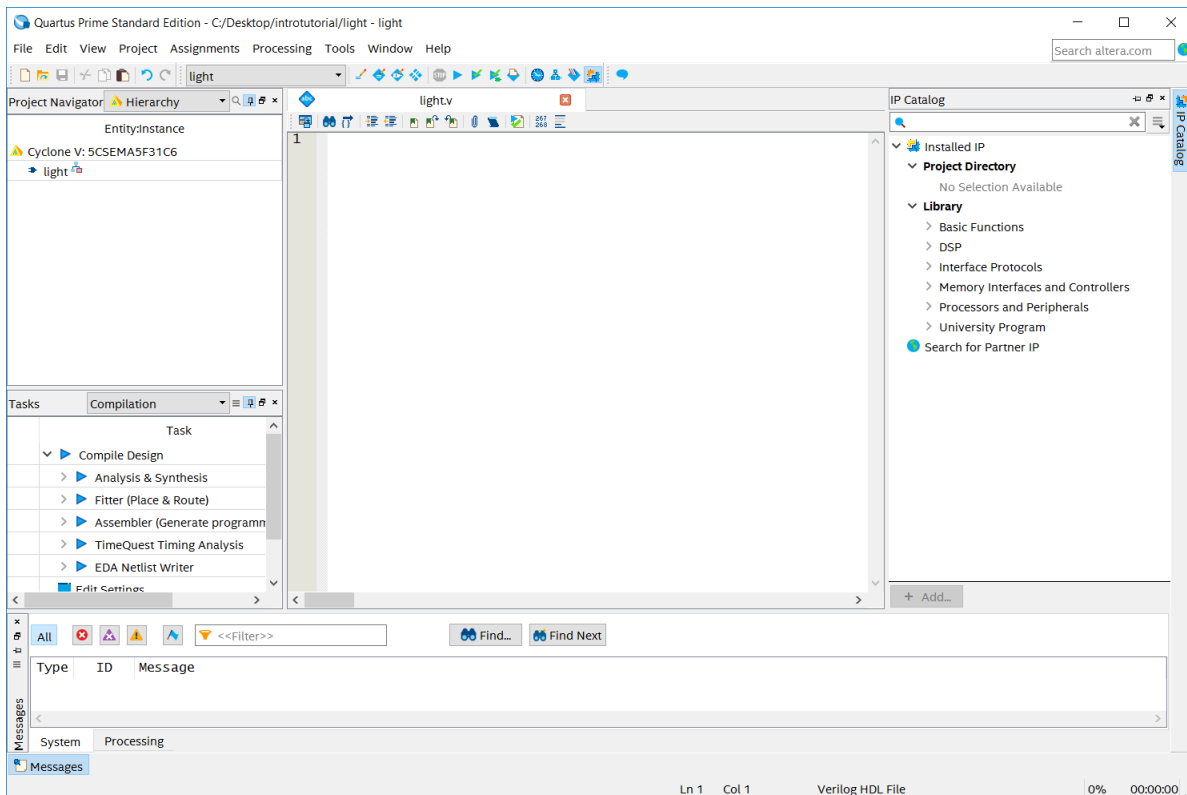 Quartus Prime Standard Edition - C:/Desktop/introtutorial/light - light
File Edit View Project Assignments Processing Tools Window Help
Search altera.com
light
Project Navigator Hierarchy
Entity:Instance
Cyclone V: 5CSEMA5F31C6
light
light.v
267
268
1
IP Catalog
Installed IP
Project Directory
No Selection Available
Library
Basic Functions
DSP
Interface Protocols
Memory Interfaces and Controllers
Processors and Peripherals
University Program
Search for Partner IP
+ Add...
IP Catalog
Tasks Compilation
Task
Compile Design
Analysis & Synthesis
Fitter (Place & Route)
Assembler (Generate programm
TimeQuest Timing Analysis
EDA Netlist Writer
Edit Settings
All <<Filter>> Find... Find Next
Type ID Message
Messages
System Processing
Messages
Ln 1 Col 1 Verilog HDL File 0% 00:00:00